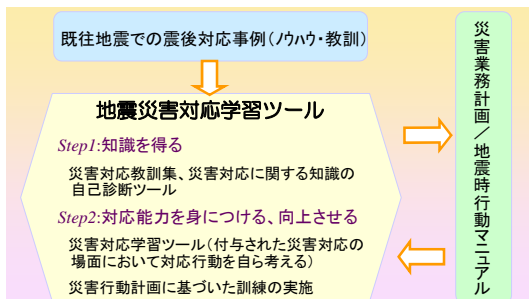 既往地震での震後対応事例(ノウハウ・教訓)
地震災害対応学習ツール
Step1:知識を得る
災害対応教訓集、災害対応に関する知識の
自己診断ツール
Step2:対応能力を身につける、向上させる
災害対応学習ツール(付与された災害対応の
場面において対応行動を自ら考える)
災害行動計画に基づいた訓練の実施
災害業務計画/地震時行動マニュアル